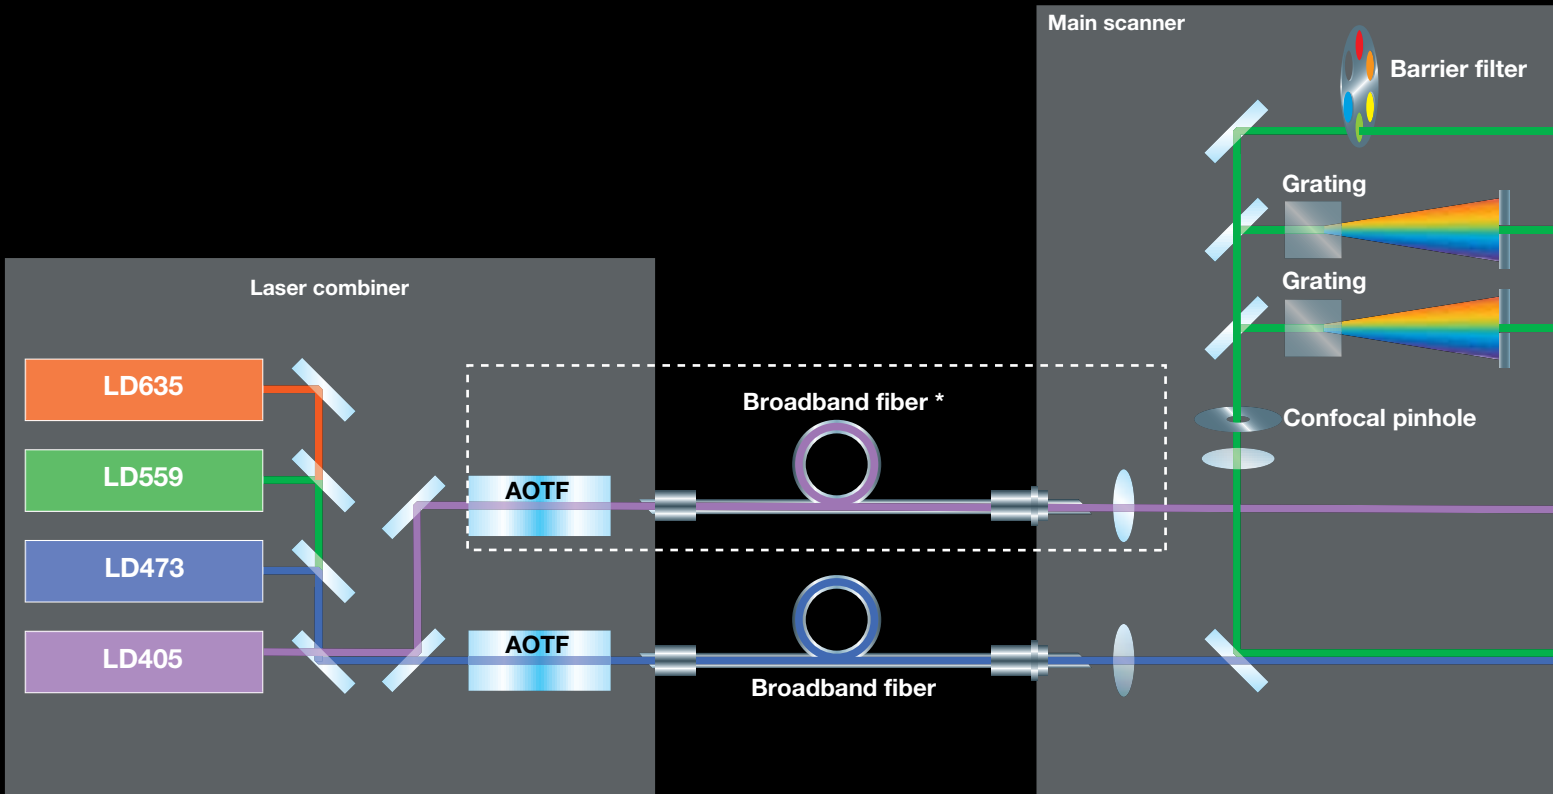 Main scanner
Barrier filter
Grating
Grating
Laser combiner
LD635
Broadband fiber *
Confocal pinhole
LD559
AOTF
LD473
LD405
AOTF
Broadband fiber